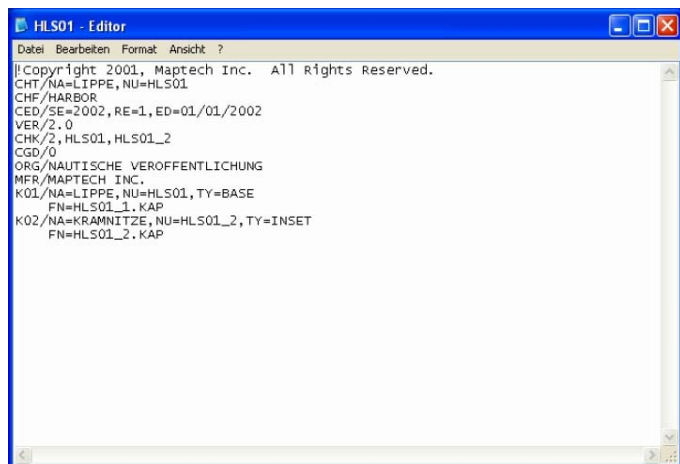 HLS01 - Editor
Datei Bearbeiten Format Ansicht ?
!Copyright 2001, Maptech Inc.  All Rights Reserved.
CHT/NA=LIPPE,NU=HLS01
CHF/HARBOR
CED/SE=2002,RE=1,ED=01/01/2002
VER/2.0
CHK/2,HLS01,HLS01_2
CGD/0
ORG/NAUTISCHE VEROFFENTLICHUNG
MFR/MAPTECH INC.
K01/NA=LIPPE,NU=HLS01,TY=BASE
    FN=HLS01_1.KAP
K02/NA=KRAMNITZE,NU=HLS01_2,TY=INSET
    FN=HLS01_2.KAP